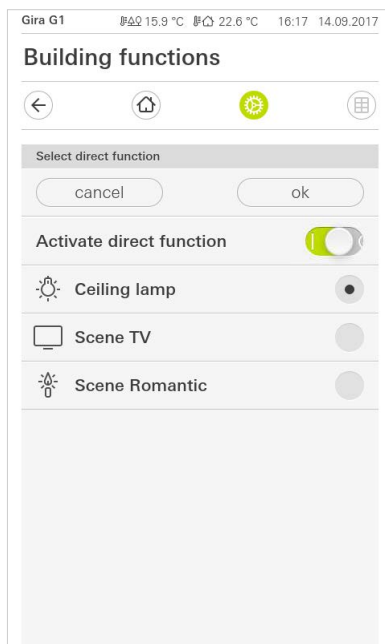 Gira G1 15.9 °C 22.6 °C 16:17 14.09.2017
Building functions
Select direct function
cancel ok
Activate direct function
Ceiling lamp
Scene TV
Scene Romantic